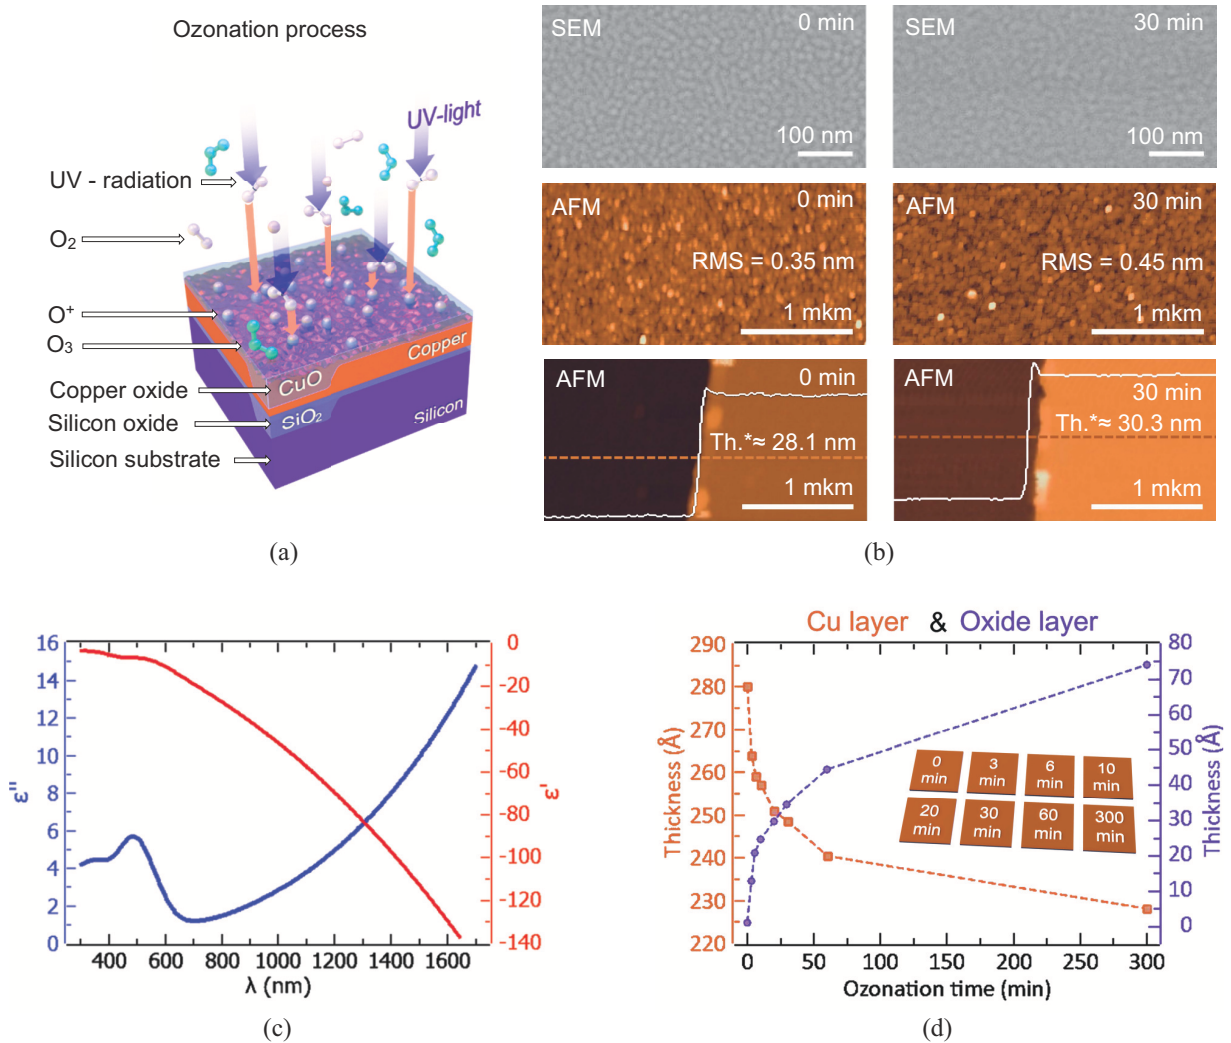 Ozonation process
UV-light
UV - radiation
O2
O+
O3
Copper oxide
Silicon oxide
Silicon substrate
Copper
CuO
SiO2
Silicon
(a)
SEM
0 min
100 nm
SEM
30 min
100 nm
AFM
0 min
RMS = 0.35 nm
1 mkm
AFM
30 min
RMS = 0.45 nm
1 mkm
AFM
0 min
Th.*≈ 28.1 nm
1 mkm
AFM
30 min
Th.*≈ 30.3 nm
1 mkm
(b)
16
14
12
10
8
6
4
2
0
ε''
0
-20
-40
-60
-80
-100
-120
-140
ε'
400 600 800 1000 1200 1400 1600
λ (nm)
(c)
Cu layer & Oxide layer
290
280
270
260
250
240
230
220
Thickness (Å)
80
70
60
50
40
30
20
10
0
Thickness (Å)
0 min
3 min
6 min
10 min
20 min
30 min
60 min
300 min
0 50 100 150 200 250 300
Ozonation time (min)
(d)